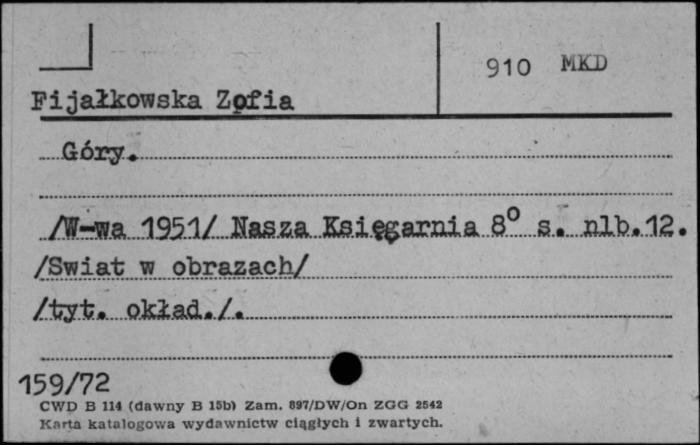 910 MKD
Fijałkowska Zofia
Góry.
/W-wa 1951/ Nasza Księgarnia 8° s. nlb.12.
/Swiat w obrazach/
/tyt. okład./.
159/72
CWD B 114 (dawny B 15b) Zam. 897/DW/On ZGG 2542
Karta katalogowa wydawnictw ciągłych i zwartych.